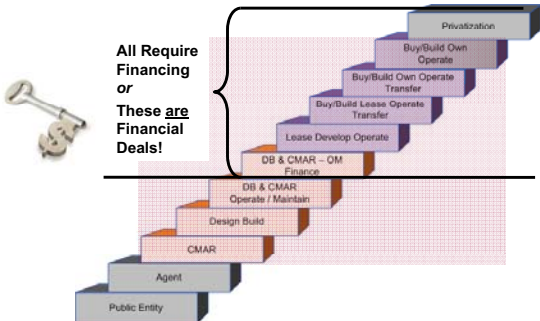 Privatization
All Require
Financing
or
These are
Financial
Deals!
Buy/Build Own
Operate
Buy/Build Own Operate
Transfer
Buy/Build Lease Operate
Transfer
Lease Develop Operate
DB & CMAR – OM
Finance
DB & CMAR
Operate / Maintain
Design Build
CMAR
Agent
Public Entity
$